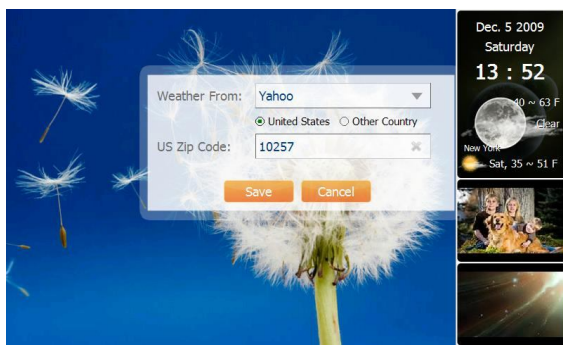 Weather From: Yahoo
United States Other Country
US Zip Code: 10257
Save Cancel
Dec. 5 2009
Saturday
13 : 52
40 ~ 63 F
Clear
New York
Sat, 35 ~ 51 F